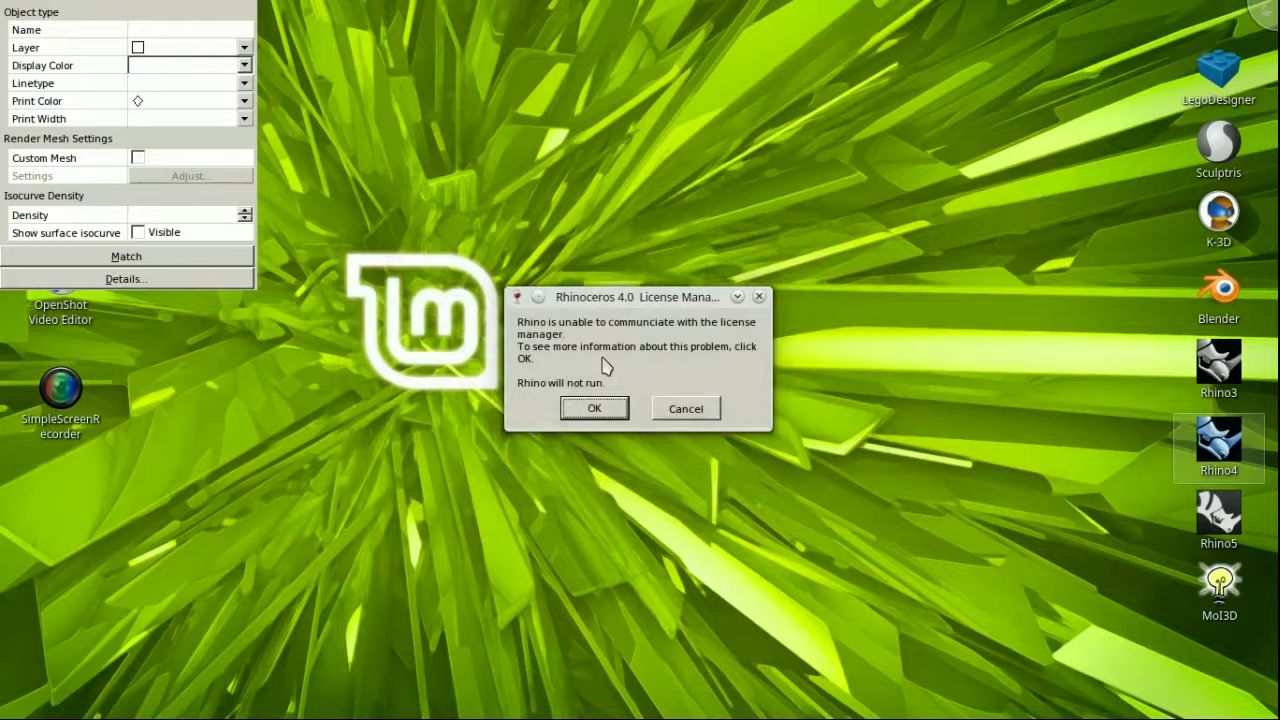 Object type
Name
Layer
Display Color
Linetype
Print Color
Print Width
Render Mesh Settings
Custom Mesh
Settings
Adjust...
Isocurve Density
Density
Show surface isocurve
Visible
Match
Details...
OpenShot
Video Editor
SimpleScreenR
ecorder
lm
Rhinoceros 4.0 License Mana...
Rhino is unable to communciate with the license
manager.
To see more information about this problem, click
OK.
Rhino will not run.
OK
Cancel
LegoDesigner
Sculptris
K-3D
Blender
Rhino3
Rhino4
Rhino5
MoI3D